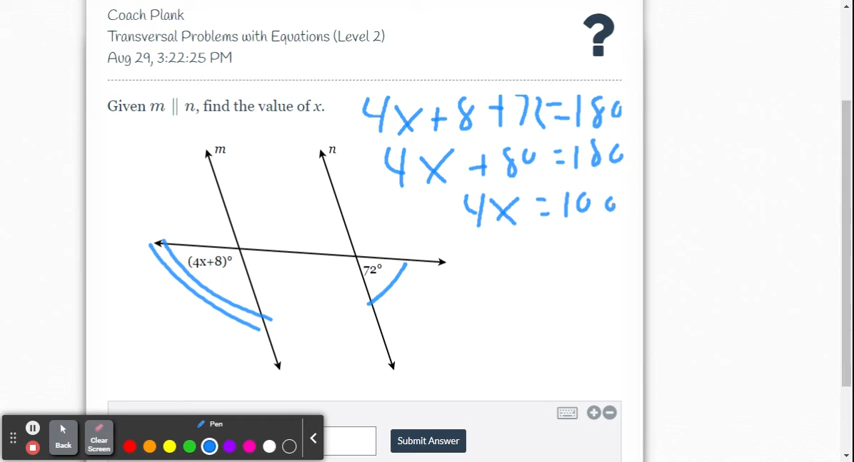 Coach Plank
Transversal Problems with Equations (Level 2)
Aug 29, 3:22:25 PM
?
Given m ∥ n, find the value of x.
4x+8+72=180
4x+80=180
4x=100
m
n
(4x+8)°
72°
Pen
Back
Clear Screen
Submit Answer